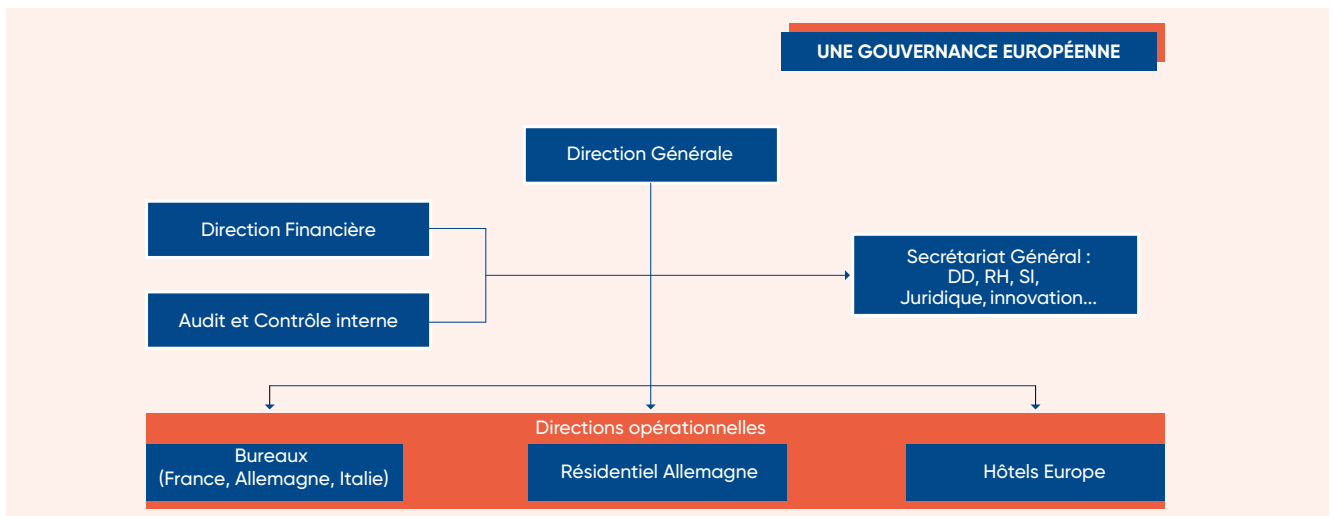 UNE GOUVERNANCE EUROPÉENNE
Direction Générale
Direction Financière
Secrétariat Général :
DD, RH, SI,
Juridique, innovation...
Audit et Contrôle interne
Directions opérationnelles
Bureaux
(France, Allemagne, Italie)
Résidentiel Allemagne
Hôtels Europe